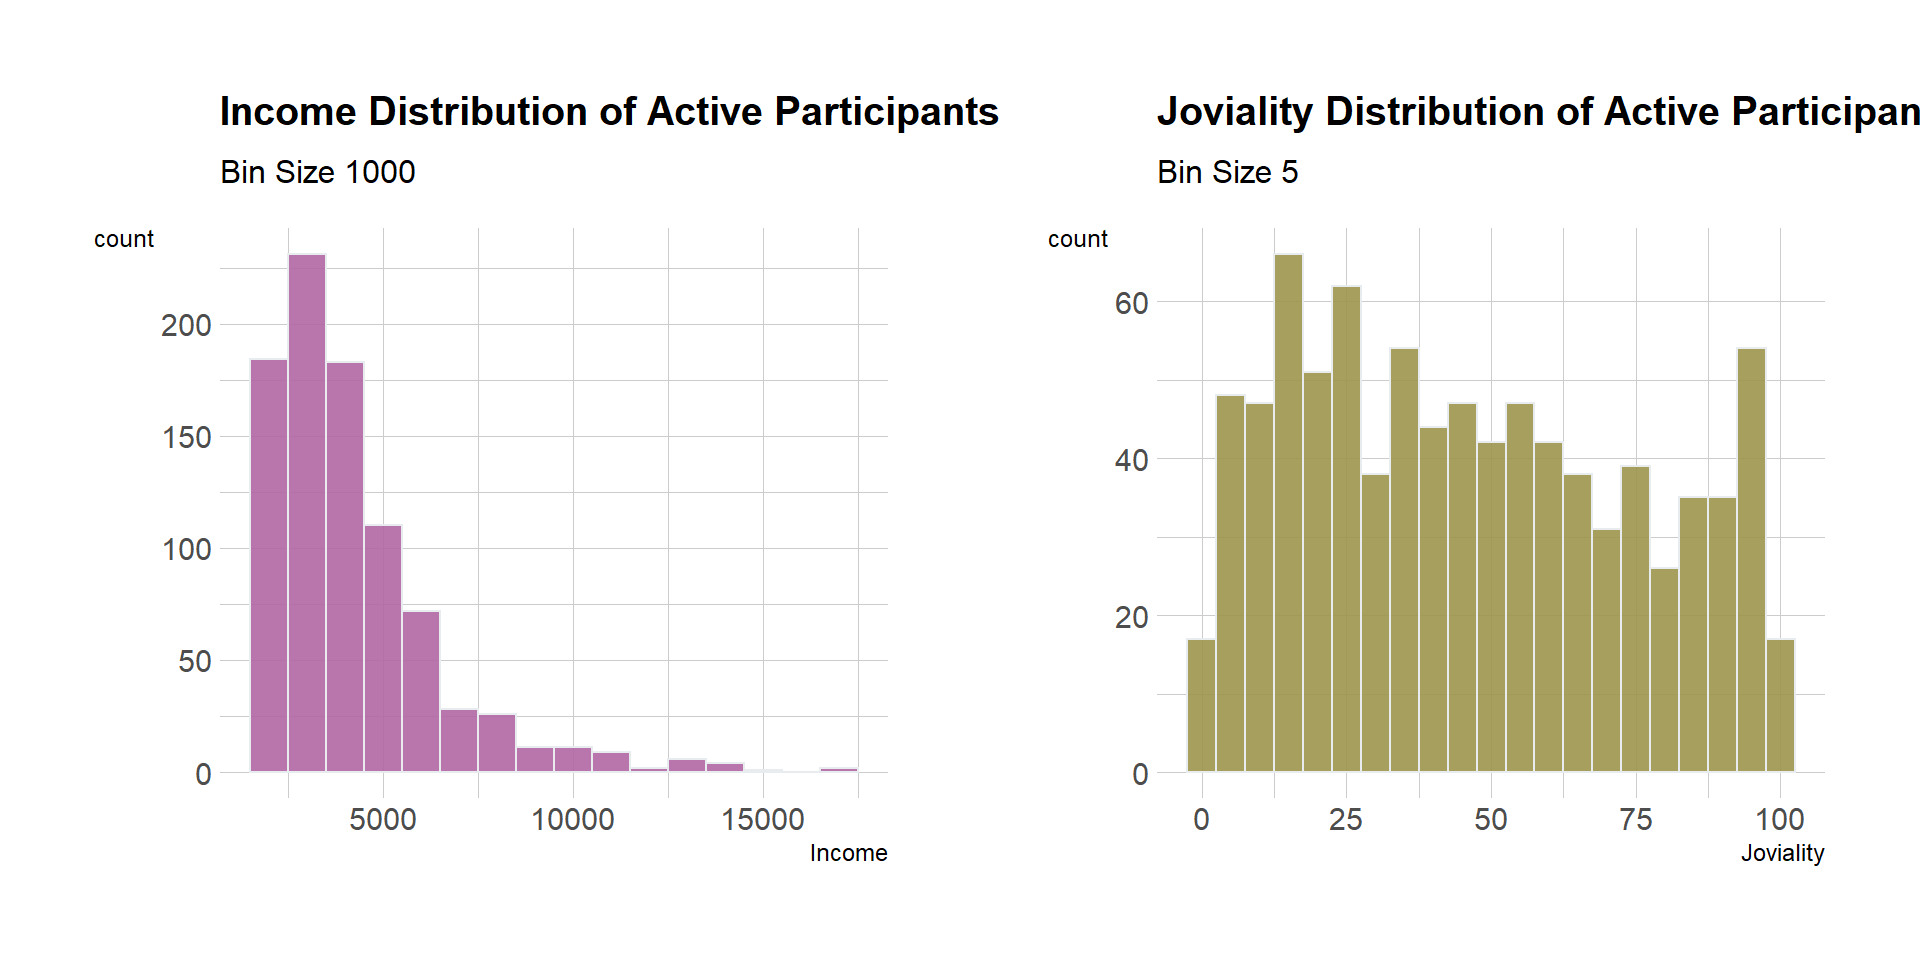 Income Distribution of Active Participants
Bin Size 1000
count
200
150
100
50
0
5000 10000 15000
Income
Joviality Distribution of Active Participan
Bin Size 5
count
60
40
20
0
0 25 50 75 100
Joviality